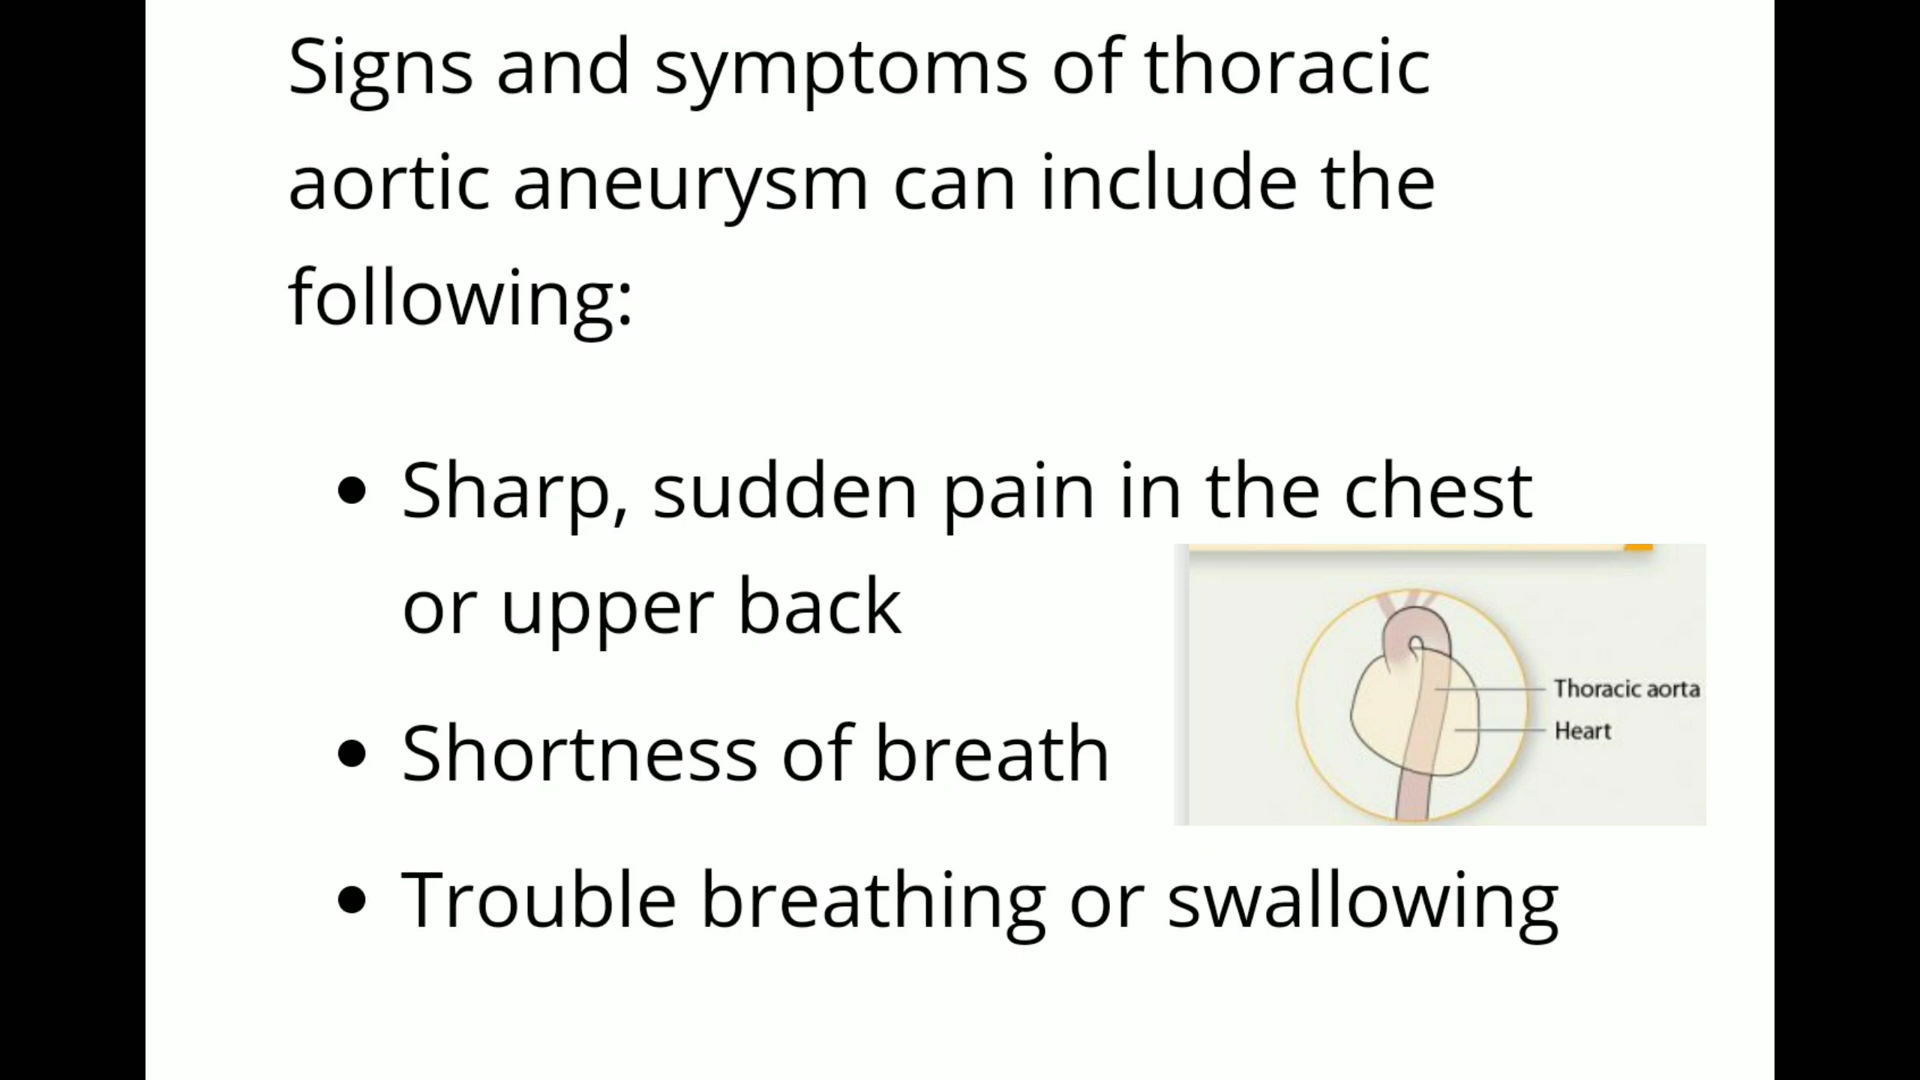 Signs and symptoms of thoracic
aortic aneurysm can include the
following:
• Sharp, sudden pain in the chest
or upper back
• Shortness of breath
• Trouble breathing or swallowing
Thoracic aorta
Heart